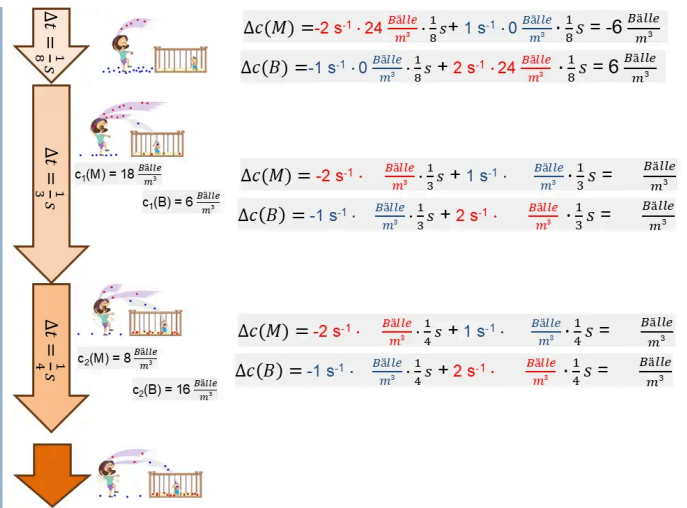 Δt = 1/8 s
Δc(M) =-2 s⁻¹ · 24 Bälle/m³ · 1/8 s+ 1 s⁻¹ ·0 Bälle/m³ · 1/8 s = -6 Bälle/m³
Δc(B) =-1 s⁻¹ ·0 Bälle/m³ · 1/8 s + 2 s⁻¹ · 24 Bälle/m³ · 1/8 s = 6 Bälle/m³
Δt = 1/3 s
c₁(M) = 18 Bälle/m³
c₁(B) = 6 Bälle/m³
Δc(M) = -2 s⁻¹ · Bälle/m³ · 1/3 s + 1 s⁻¹ · Bälle/m³ · 1/3 s = Bälle/m³
Δc(B) = -1 s⁻¹ · Bälle/m³ · 1/3 s + 2 s⁻¹ · Bälle/m³ · 1/3 s = Bälle/m³
Δt = 1/4 s
c₂(M) = 8 Bälle/m³
c₂(B) = 16 Bälle/m³
Δc(M) = -2 s⁻¹ · Bälle/m³ · 1/4 s + 1 s⁻¹ · Bälle/m³ · 1/4 s = Bälle/m³
Δc(B) = -1 s⁻¹ · Bälle/m³ · 1/4 s + 2 s⁻¹ · Bälle/m³ · 1/4 s = Bälle/m³